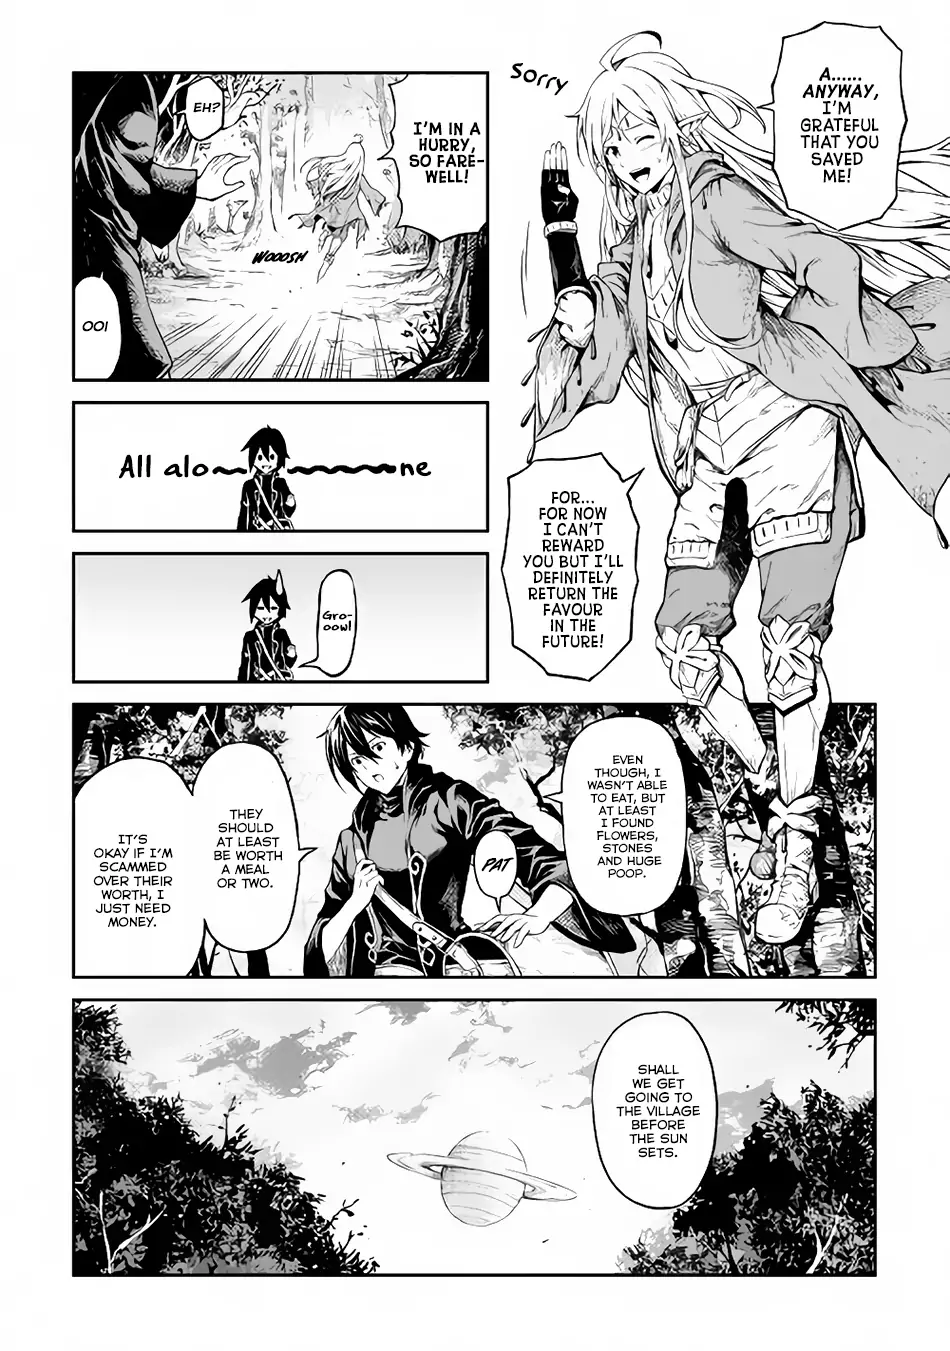 A......
ANYWAY,
I'M
GRATEFUL
THAT YOU
SAVED
ME!
Sorry
FOR...
FOR NOW
I CAN'T
REWARD
YOU BUT I'LL
DEFINITELY
RETURN THE
FAVOUR
IN THE
FUTURE!
I'M IN A
HURRY,
SO FARE-
WELL!
EH?
WOOOSH
OOI
All alo~~~~ne
Gro-
oowl
EVEN
THOUGH, I
WASN'T ABLE
TO EAT, BUT
AT LEAST
I FOUND
FLOWERS,
STONES
AND HUGE
POOP.
PAT
THEY
SHOULD
AT LEAST
BE WORTH
A MEAL
OR TWO.
IT'S
OKAY IF I'M
SCAMMED
OVER THEIR
WORTH, I
JUST NEED
MONEY.
SHALL
WE GET
GOING TO
THE VILLAGE
BEFORE
THE SUN
SETS.